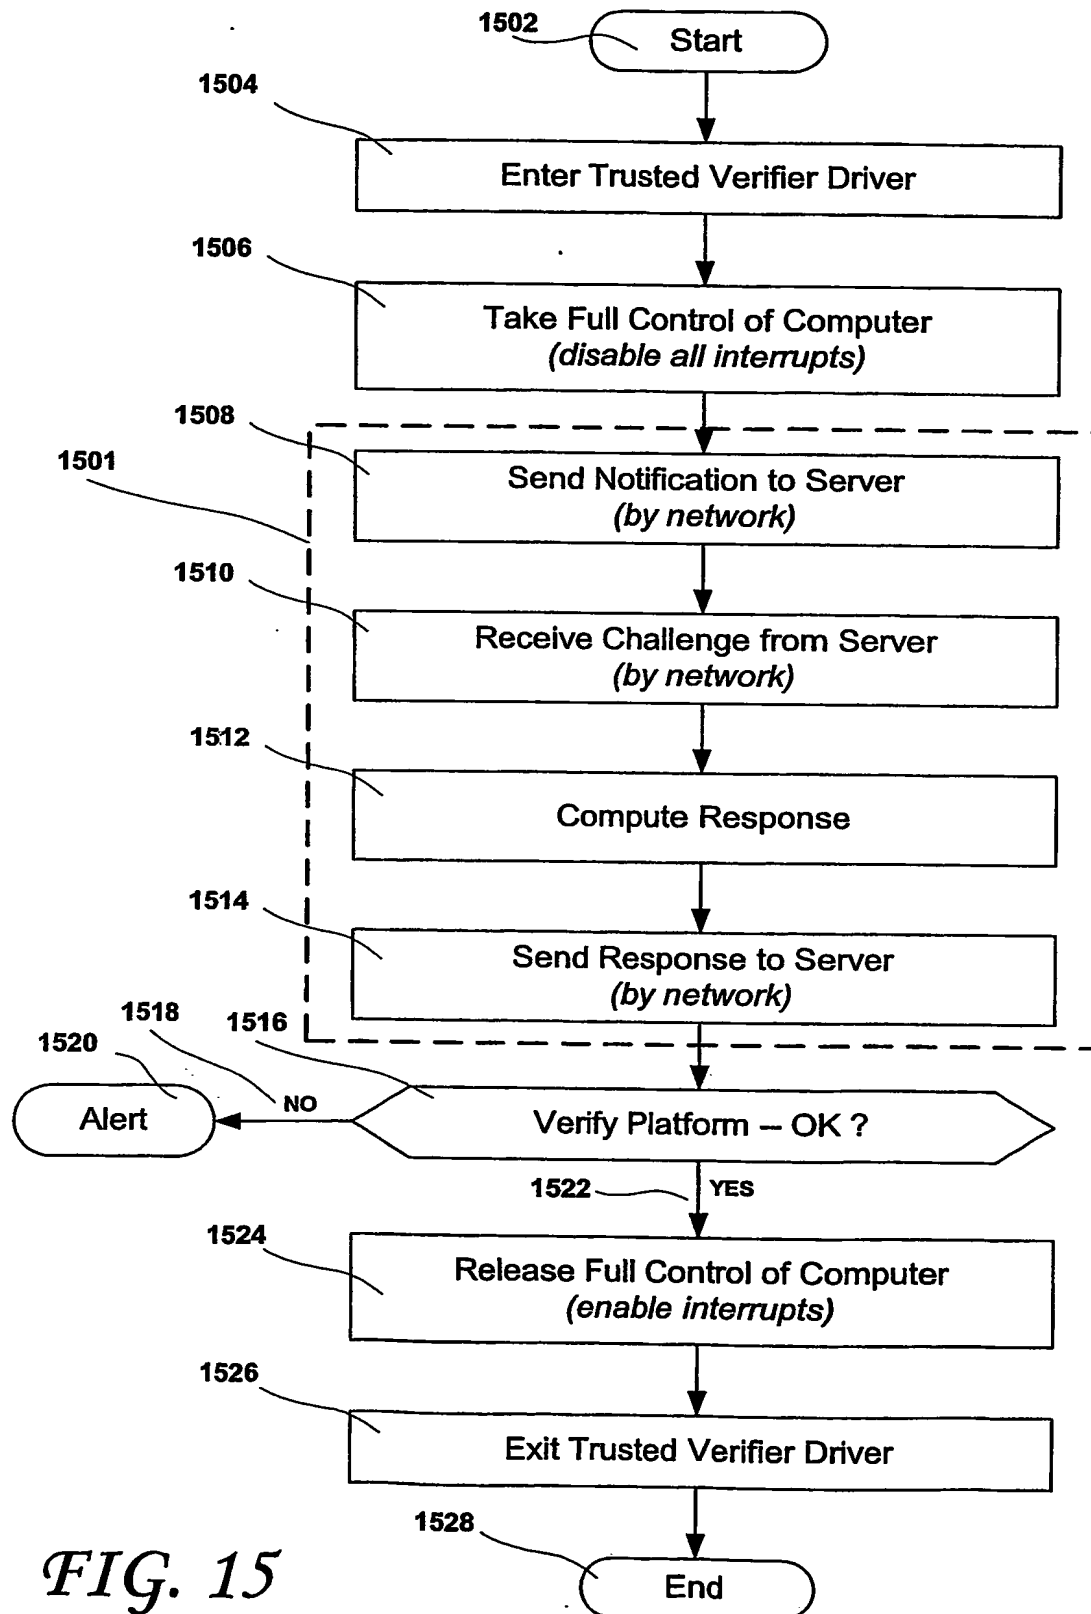 1502
Start
1504
Enter Trusted Verifier Driver
1506
Take Full Control of Computer
(disable all interrupts)
1508
1501
Send Notification to Server
(by network)
1510
Receive Challenge from Server
(by network)
1512
Compute Response
1514
Send Response to Server
(by network)
1518
1516
1520
Alert
NO
Verify Platform – OK ?
1522
YES
1524
Release Full Control of Computer
(enable interrupts)
1526
Exit Trusted Verifier Driver
1528
End
FIG. 15